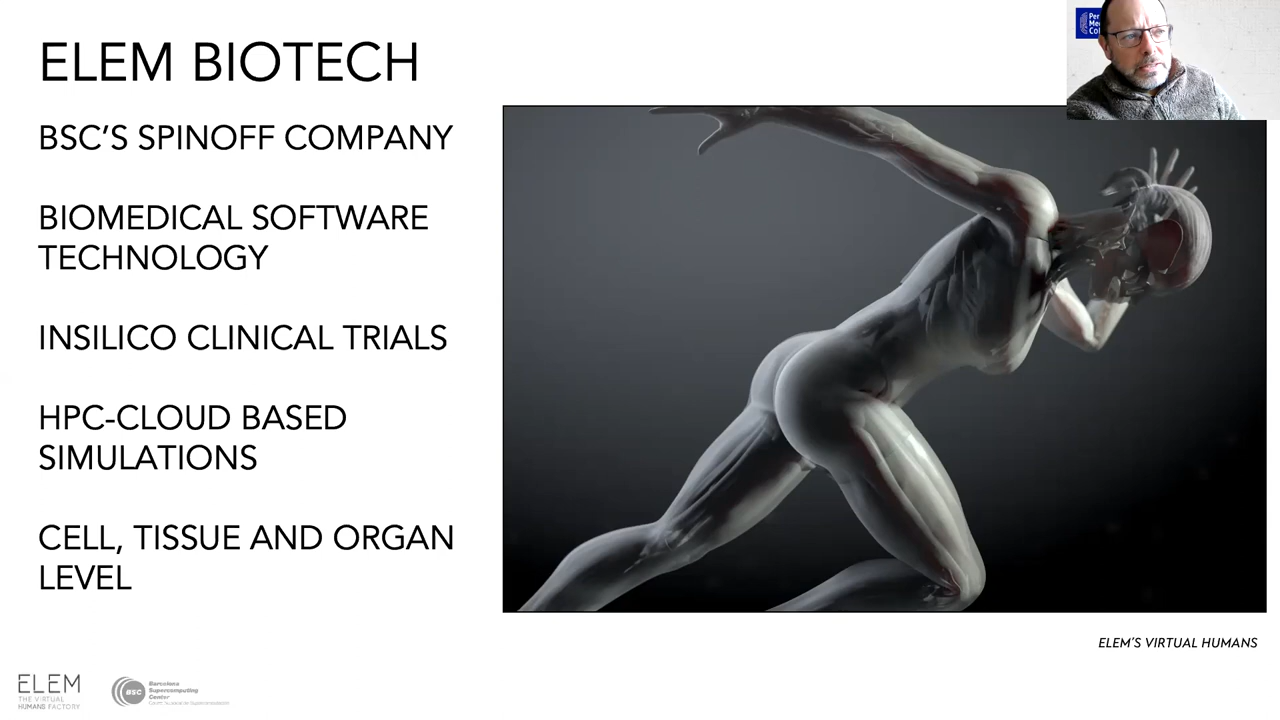 ELEM BIOTECH
BSC'S SPINOFF COMPANY
BIOMEDICAL SOFTWARE
TECHNOLOGY
INSILICO CLINICAL TRIALS
HPC-CLOUD BASED
SIMULATIONS
CELL, TISSUE AND ORGAN
LEVEL
ELEM'S VIRTUAL HUMANS
ELEM
THE VIRTUAL
HUMANS FACTORY
BSC
Barcelona
Supercomputing
Center